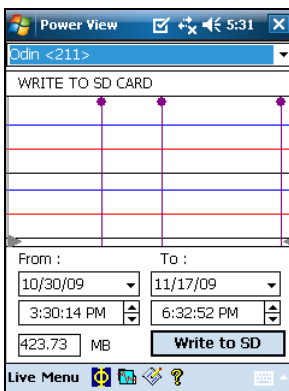 Power View 5:31
Odin <211>
WRITE TO SD CARD
From : To :
10/30/09 11/17/09
3:30:14 PM 6:32:52 PM
423.73 MB Write to SD
Live Menu ?